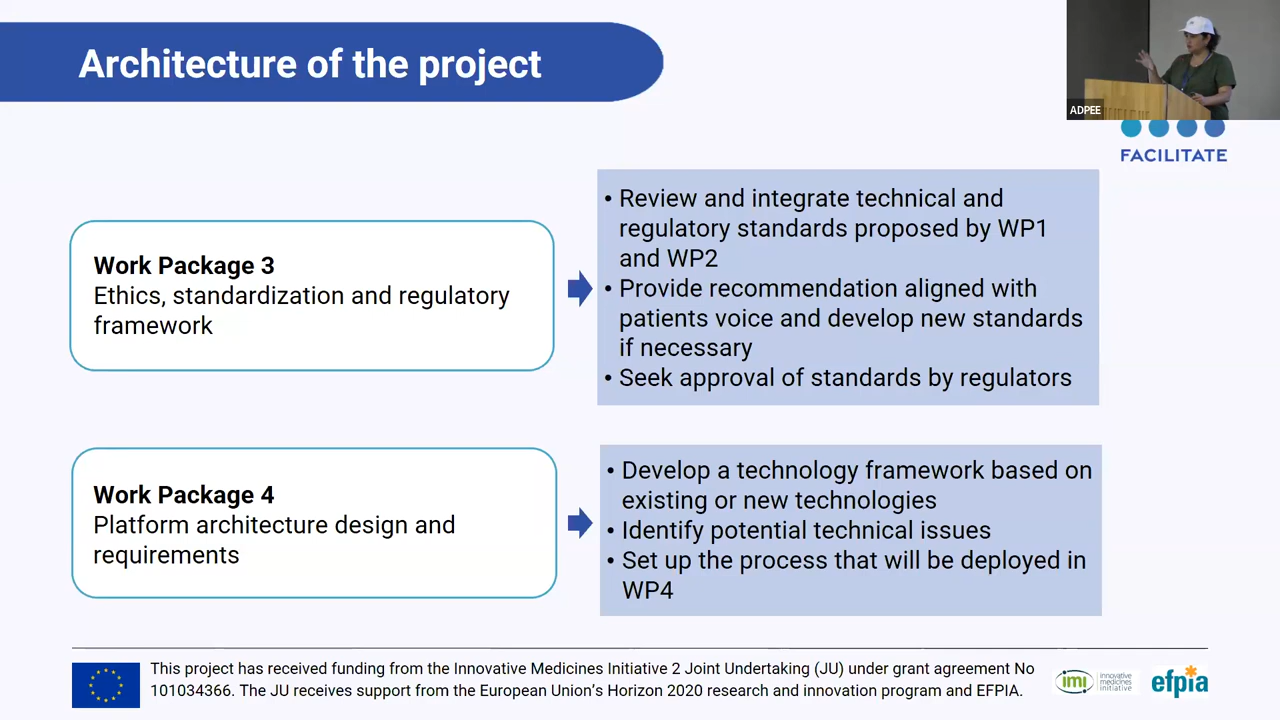 Architecture of the project
ADPEE
FACILITATE
Work Package 3
Ethics, standardization and regulatory
framework
• Review and integrate technical and
regulatory standards proposed by WP1
and WP2
• Provide recommendation aligned with
patients voice and develop new standards
if necessary
• Seek approval of standards by regulators
Work Package 4
Platform architecture design and
requirements
• Develop a technology framework based on
existing or new technologies
• Identify potential technical issues
• Set up the process that will be deployed in
WP4
This project has received funding from the Innovative Medicines Initiative 2 Joint Undertaking (JU) under grant agreement No
101034366. The JU receives support from the European Union’s Horizon 2020 research and innovation program and EFPIA.
imi
innovative
medicines
initiative
efpia